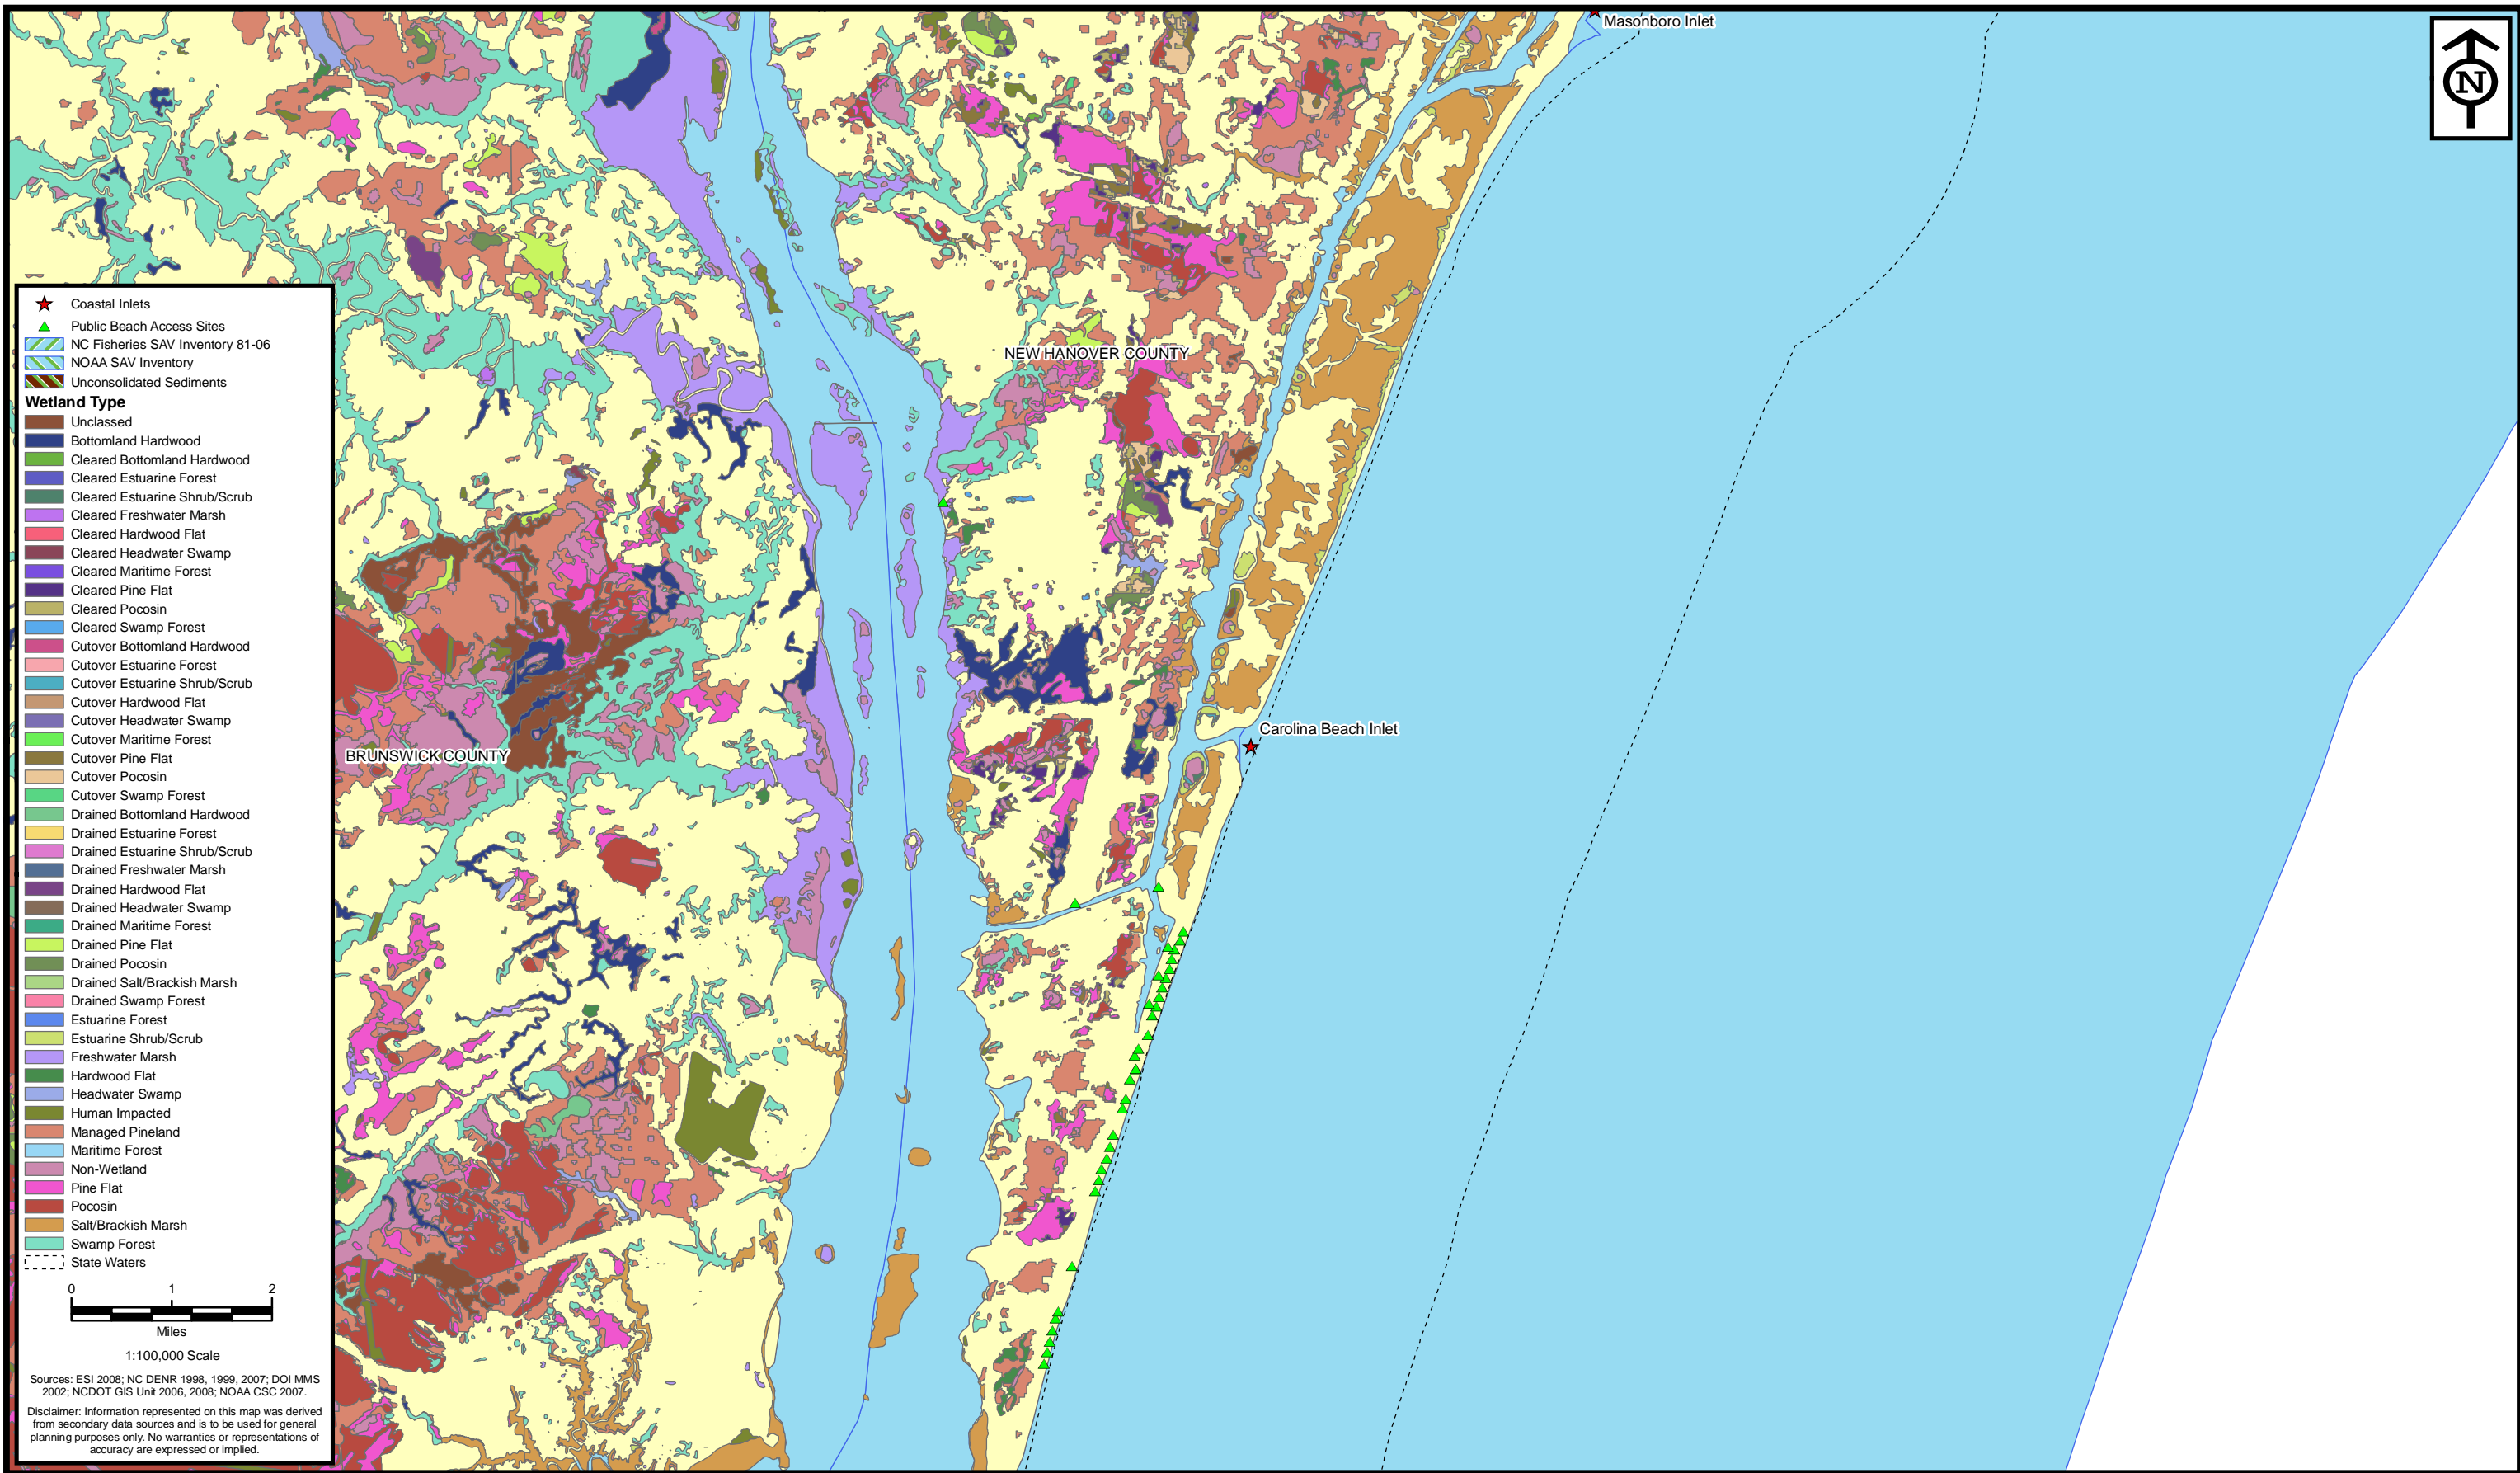 Masonboro Inlet
N
NEW HANOVER COUNTY
Carolina Beach Inlet
BRUNSWICK COUNTY
Coastal Inlets
Public Beach Access Sites
NC Fisheries SAV Inventory 81-06
NOAA SAV Inventory
Unconsolidated Sediments
Wetland Type
Unclassed
Bottomland Hardwood
Cleared Bottomland Hardwood
Cleared Estuarine Forest
Cleared Estuarine Shrub/Scrub
Cleared Freshwater Marsh
Cleared Hardwood Flat
Cleared Headwater Swamp
Cleared Maritime Forest
Cleared Pine Flat
Cleared Pocosin
Cleared Swamp Forest
Cutover Bottomland Hardwood
Cutover Estuarine Forest
Cutover Estuarine Shrub/Scrub
Cutover Hardwood Flat
Cutover Headwater Swamp
Cutover Maritime Forest
Cutover Pine Flat
Cutover Pocosin
Cutover Swamp Forest
Drained Bottomland Hardwood
Drained Estuarine Forest
Drained Estuarine Shrub/Scrub
Drained Freshwater Marsh
Drained Hardwood Flat
Drained Headwater Swamp
Drained Maritime Forest
Drained Pine Flat
Drained Pocosin
Drained Salt/Brackish Marsh
Drained Swamp Forest
Estuarine Forest
Estuarine Shrub/Scrub
Freshwater Marsh
Hardwood Flat
Headwater Swamp
Human Impacted
Managed Pineland
Maritime Forest
Non-Wetland
Pine Flat
Pocosin
Salt/Brackish Marsh
Swamp Forest
State Waters
0 1 2
Miles
1:100,000 Scale
Sources: ESI 2008; NC DENR 1998, 1999, 2007; DOI MMS
2002; NCDOT GIS Unit 2006, 2008; NOAA CSC 2007.
Disclaimer: Information represented on this map was derived
from secondary data sources and is to be used for general
planning purposes only. No warranties or representations of
accuracy are expressed or implied.